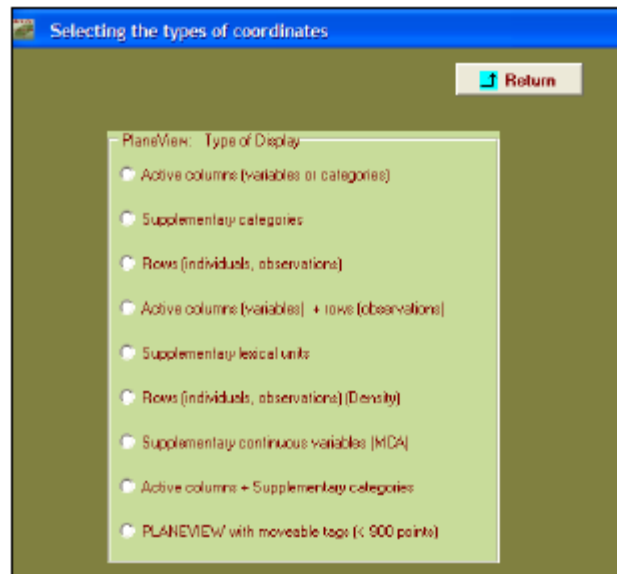 Selecting the types of coordinates
Return
PlaneView: Type of Display
Active columns (variables or categories)
Supplementary categories
Rows (individuals, observations)
Active columns (variables) + rows (observations)
Supplementary lexical units
Rows (individuals, observations) (Density)
Supplementary continuous variables (MCA)
Active columns + Supplementary categories
PLANEVIEW with moveable tags (< 900 points)